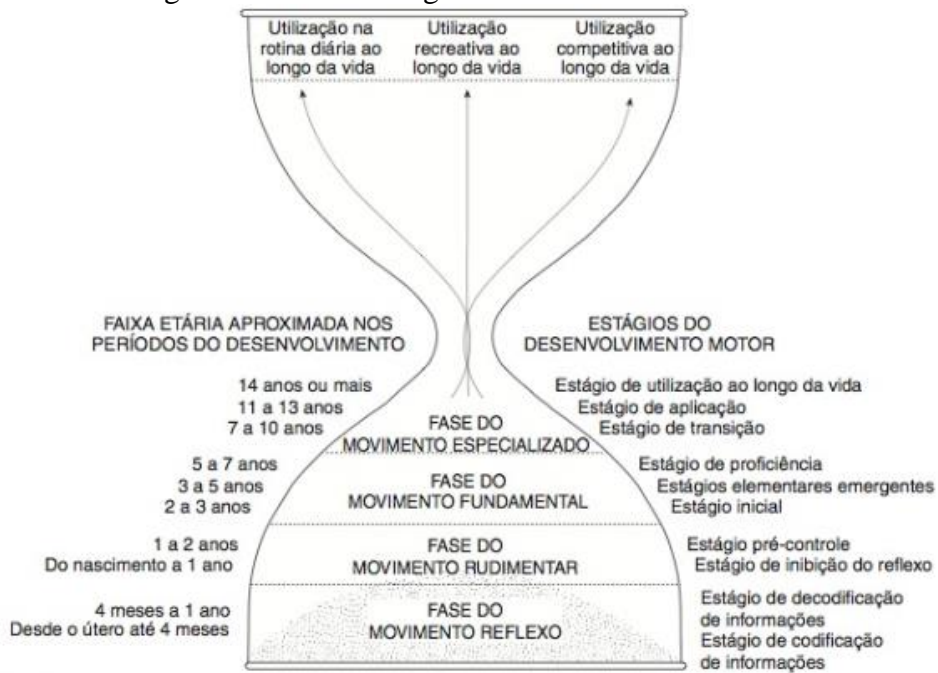 Utilização na
rotina diária ao
longo da vida
Utilização
recreativa ao
longo da vida
Utilização
competitiva ao
longo da vida
FAIXA ETÁRIA APROXIMADA NOS
PERÍODOS DO DESENVOLVIMENTO
ESTÁGIOS DO
DESENVOLVIMENTO MOTOR
14 anos ou mais
11 a 13 anos
7 a 10 anos
FASE DO
MOVIMENTO ESPECIALIZADO
Estágio de utilização ao longo da vida
Estágio de aplicação
Estágio de transição
5 a 7 anos
3 a 5 anos
2 a 3 anos
FASE DO
MOVIMENTO FUNDAMENTAL
Estágio de proficiência
Estágios elementares emergentes
Estágio inicial
1 a 2 anos
Do nascimento a 1 ano
FASE DO
MOVIMENTO RUDIMENTAR
Estágio pré-controle
Estágio de inibição do reflexo
4 meses a 1 ano
Desde o útero até 4 meses
FASE DO
MOVIMENTO REFLEXO
Estágio de decodificação
de informações
Estágio de codificação
de informações